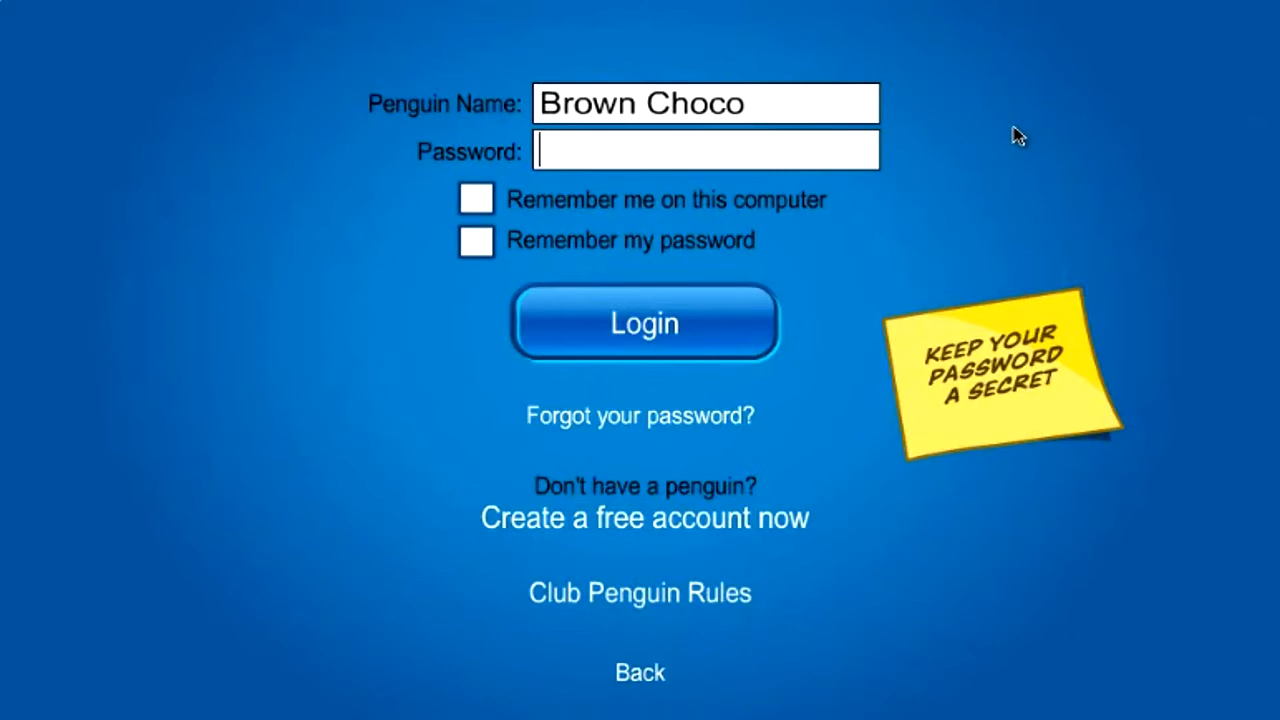 Penguin Name: Brown Choco
Password:
Remember me on this computer
Remember my password
Login
KEEP YOUR
PASSWORD
A SECRET
Forgot your password?
Don't have a penguin?
Create a free account now
Club Penguin Rules
Back